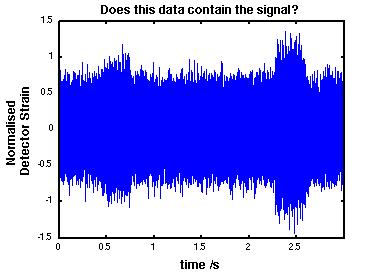 Does this data contain the signal?
Normalised
Detector Strain
1.5
1
0.5
0
-0.5
-1
-1.5
0 0.5 1 1.5 2 2.5
time /s